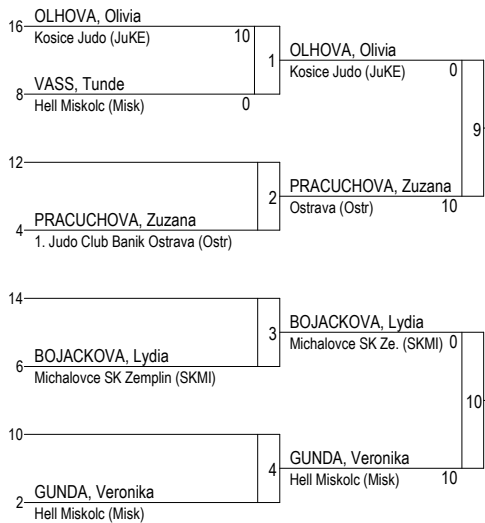 16
OLHOVA, Olivia
Kosice Judo (JuKE) 10
1
OLHOVA, Olivia
Kosice Judo (JuKE) 0
8
VASS, Tunde
Hell Miskolc (Misk) 0
9
12
2
PRACUCHOVA, Zuzana
Ostrava (Ostr) 10
4
PRACUCHOVA, Zuzana
1. Judo Club Banik Ostrava (Ostr)
14
3
BOJACKOVA, Lydia
Michalovce SK Ze. (SKMI) 0
6
BOJACKOVA, Lydia
Michalovce SK Zemplin (SKMI)
10
10
4
GUNDA, Veronika
Hell Miskolc (Misk) 10
2
GUNDA, Veronika
Hell Miskolc (Misk)